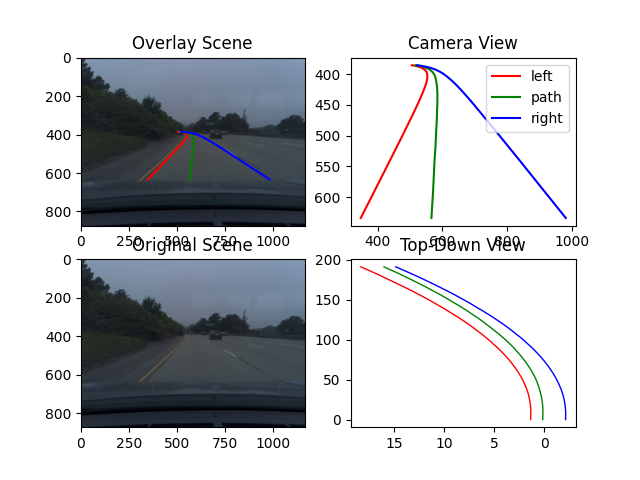 Overlay Scene
0
200
400
600
800
0 250 500 750 1000
Camera View
400
450
500
550
600
400 600 800 1000
left
path
right
Original Scene
0
200
400
600
800
0 250 500 750 1000
Top-Down View
200
150
100
50
0
15 10 5 0